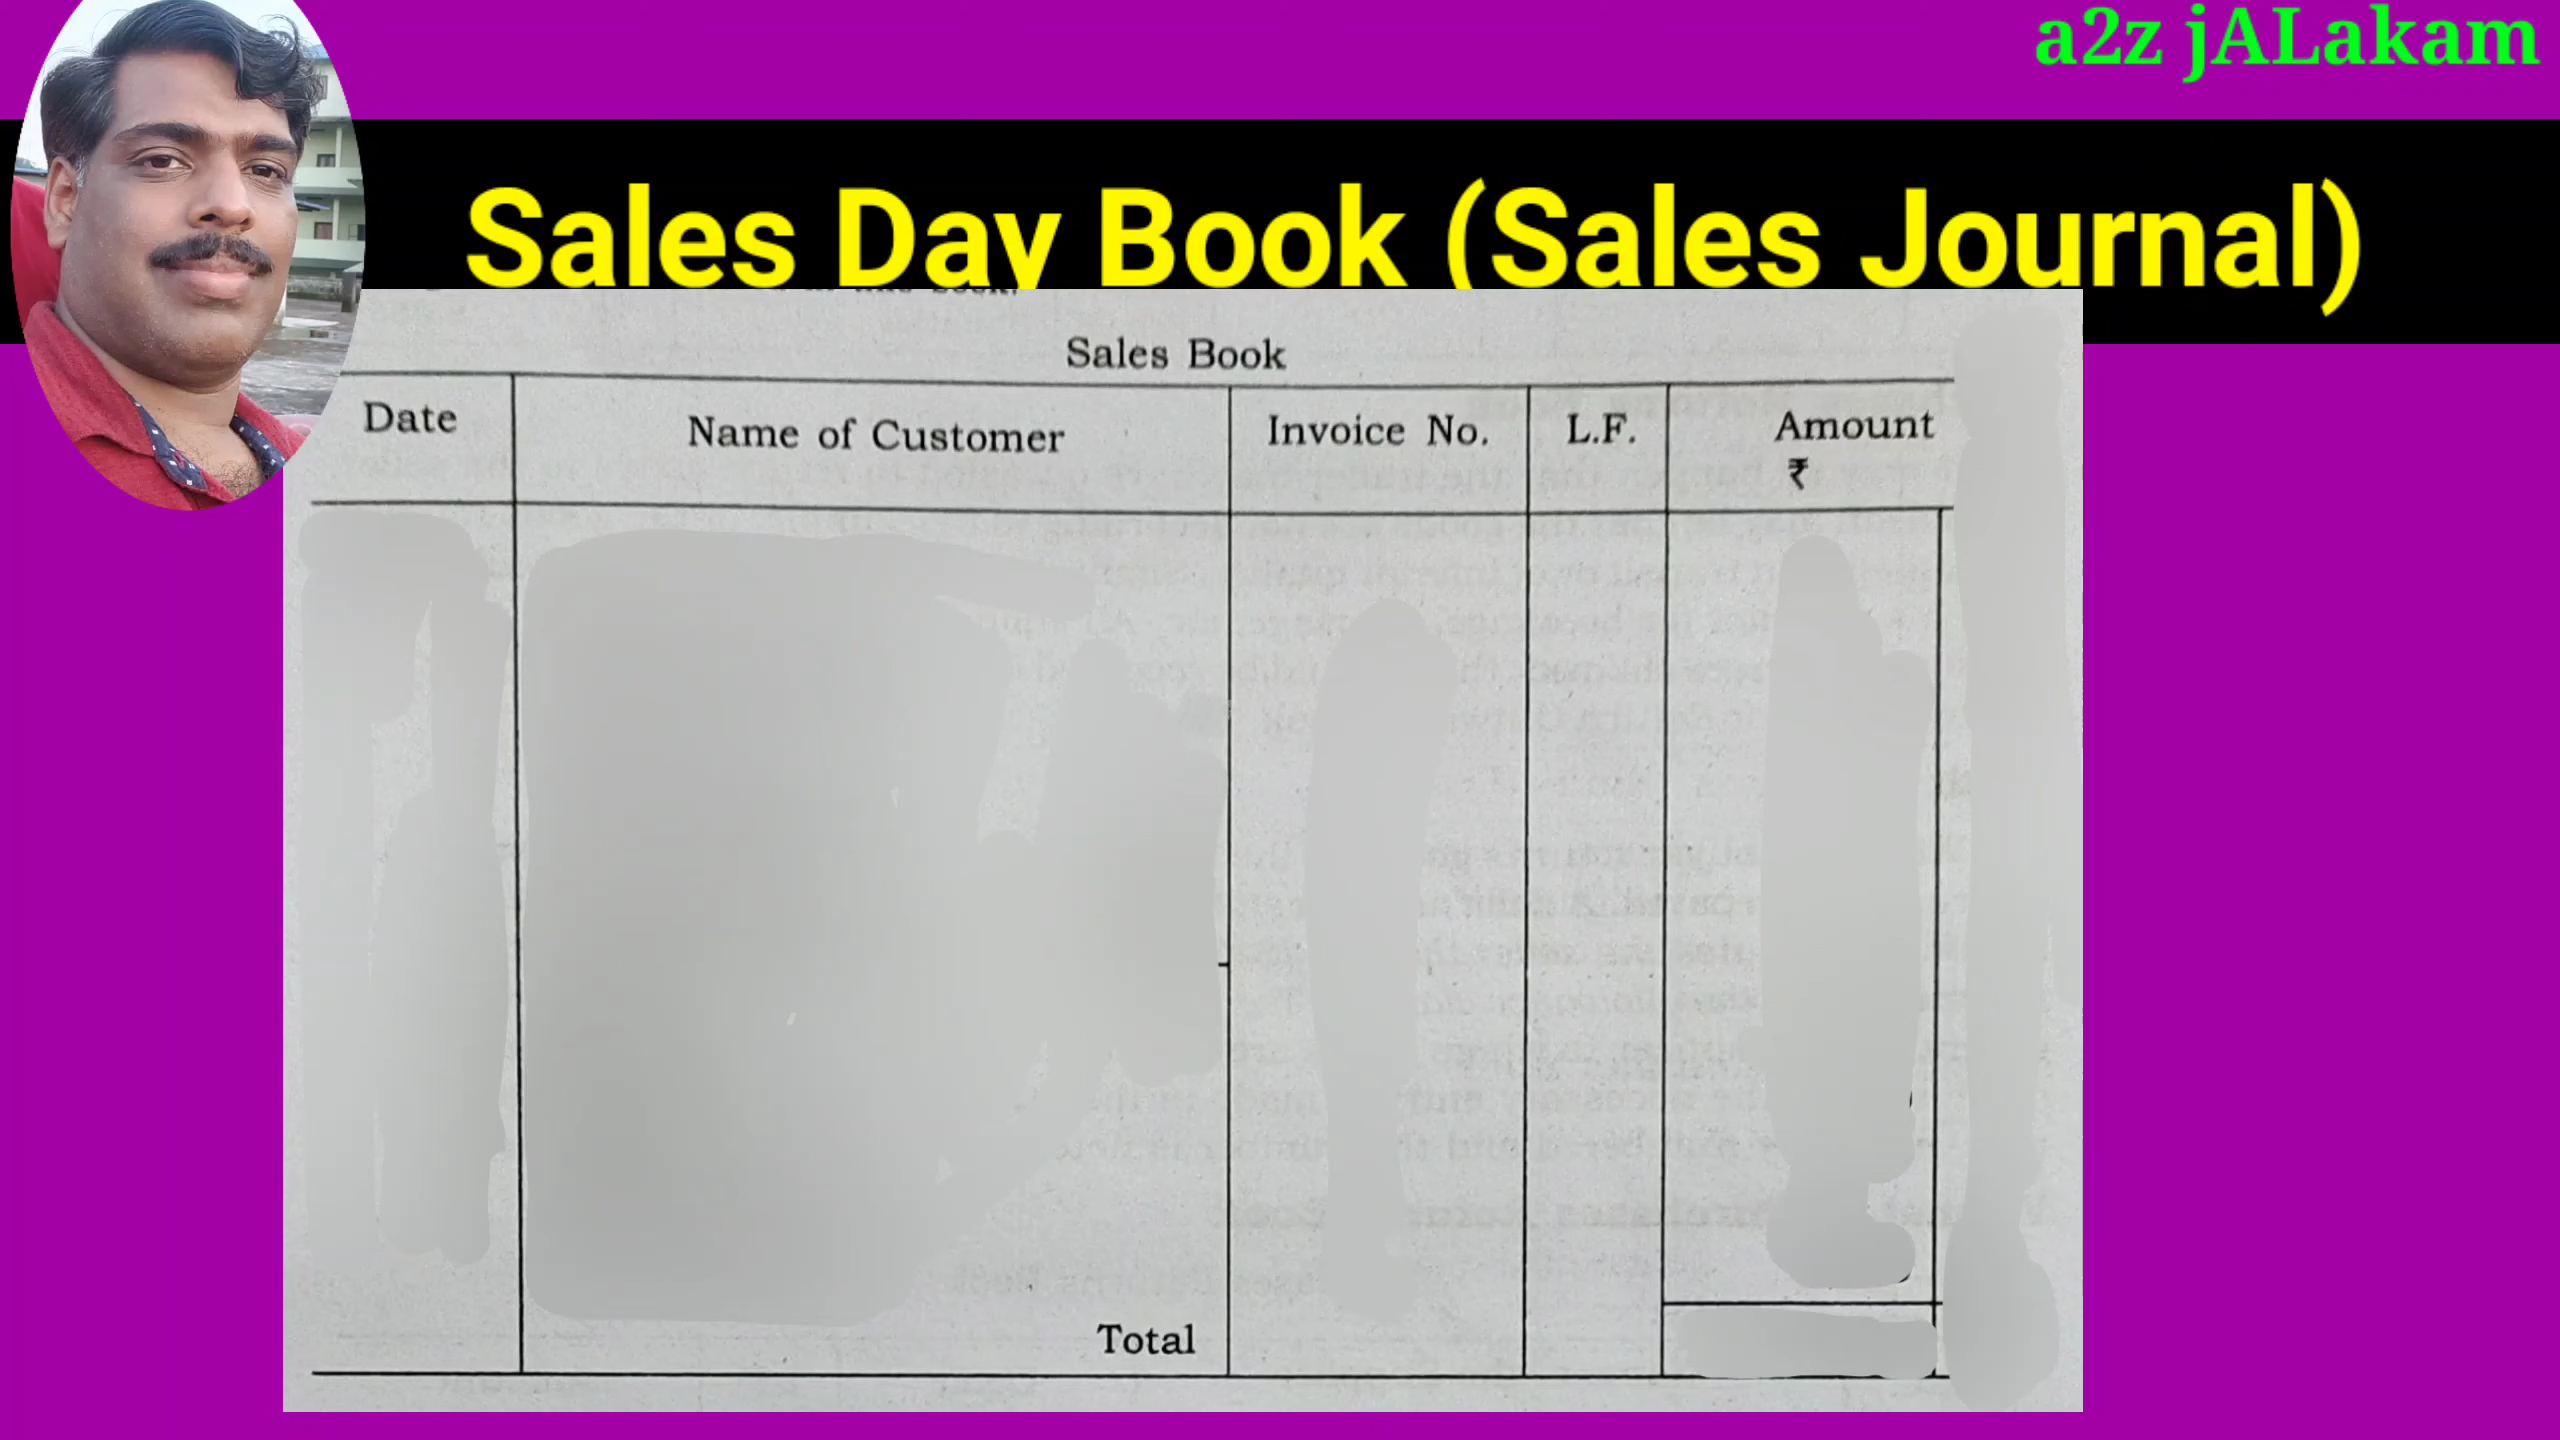 a2z jALakam
Sales Day Book (Sales Journal)
Sales Book
Date Name of Customer Invoice No. L.F. Amount
₹
Total